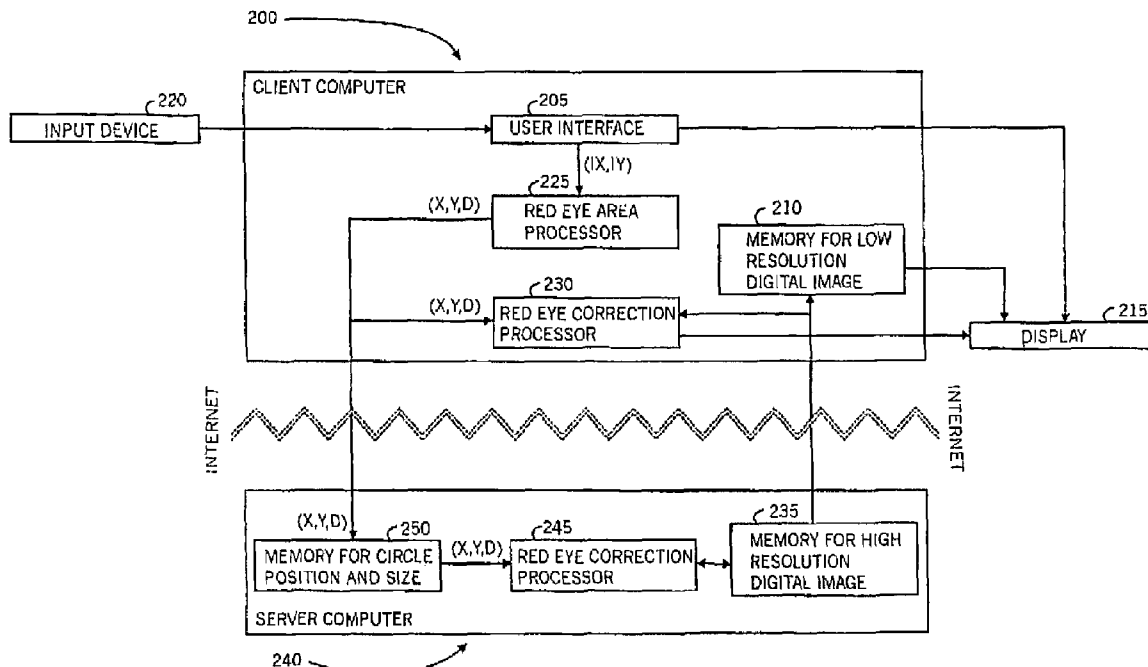 200
CLIENT COMPUTER
220
INPUT DEVICE
205
USER INTERFACE
(IX,IY)
225
(X,Y,D)
RED EYE AREA
PROCESSOR
210
MEMORY FOR LOW
RESOLUTION
DIGITAL IMAGE
230
(X,Y,D)
RED EYE CORRECTION
PROCESSOR
215
DISPLAY
INTERNET
INTERNET
(X,Y,D)
250
MEMORY FOR CIRCLE
POSITION AND SIZE
(X,Y,D)
245
RED EYE CORRECTION
PROCESSOR
235
MEMORY FOR HIGH
RESOLUTION
DIGITAL IMAGE
SERVER COMPUTER
240